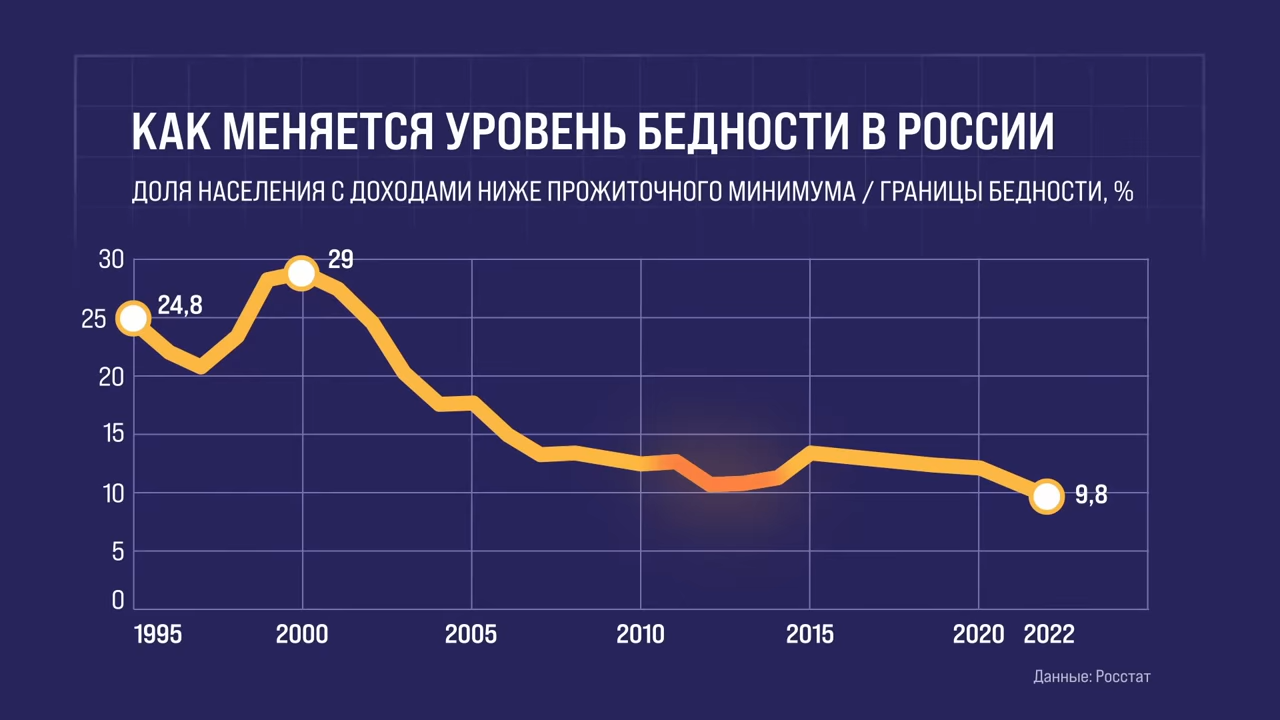 КАК МЕНЯЕТСЯ УРОВЕНЬ БЕДНОСТИ В РОССИИ
ДОЛЯ НАСЕЛЕНИЯ С ДОХОДАМИ НИЖЕ ПРОЖИТОЧНОГО МИНИМУМА / ГРАНИЦЫ БЕДНОСТИ, %
30
29
24,8
25
20
15
10
9,8
5
0
1995 2000 2005 2010 2015 2020 2022
Данные: Росстат